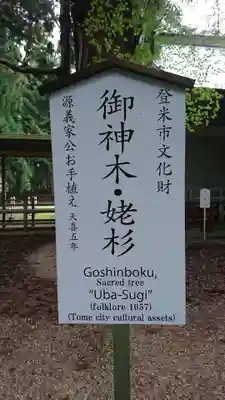 登米市文化財
御神木・姥杉
源義家公お手植え 天喜五年
Goshinboku,
Sacred tree
"Uba-Sugi"
(folklore 1057)
(Tome city cultural assets)